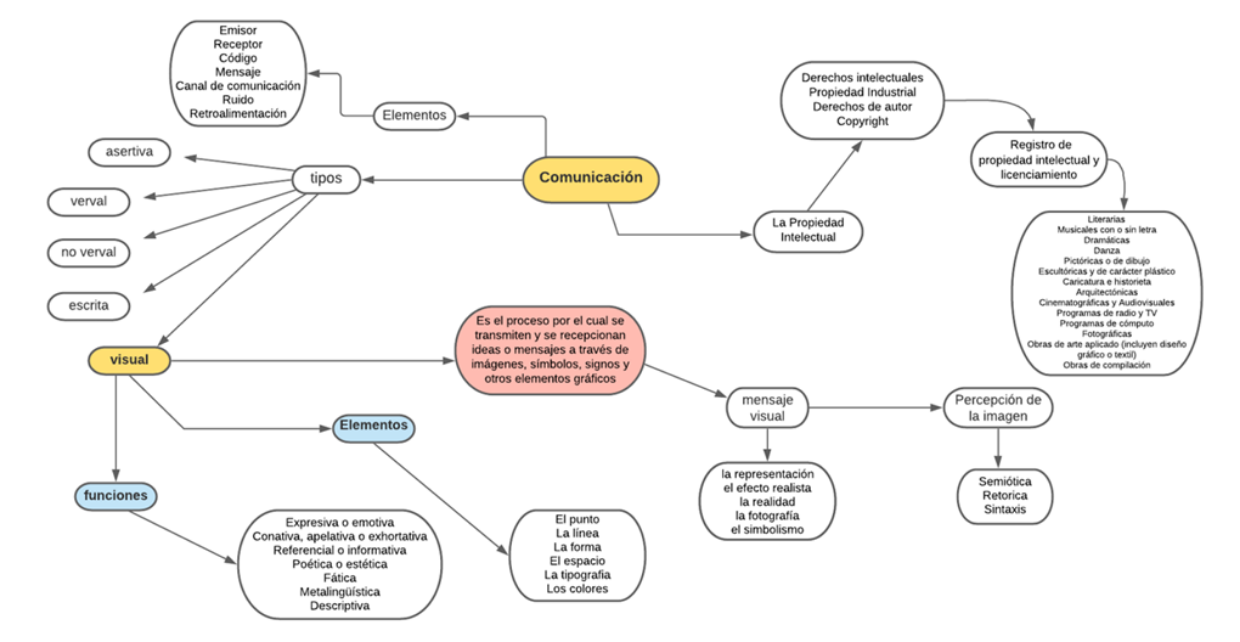 Emisor
Receptor
Código
Mensaje
Canal de comunicación
Ruido
Retroalimentación
Elementos
asertiva
verval
no verval
escrita
tipos
Comunicación
La Propiedad
Intelectual
Derechos intelectuales
Propiedad Industrial
Derechos de autor
Copyright
Registro de
propiedad intelectual y
licenciamiento
Literarias
Musicales con o sin letra
Dramáticas
Danza
Pictóricas o de dibujo
Escultóricas y de carácter plástico
Caricatura e historieta
Arquitectónicas
Cinematográficas y Audiovisuales
Programas de radio y TV
Programas de cómputo
Fotográficas
Obras de arte aplicado (incluyen diseño
gráfico o textil)
Obras de compilación
visual
Es el proceso por el cual se
transmiten y se recepcionan
ideas o mensajes a través de
imágenes, símbolos, signos y
otros elementos gráficos
mensaje
visual
Percepción de
la imagen
la representación
el efecto realista
la realidad
la fotografía
el simbolismo
Semiótica
Retorica
Sintaxis
Elementos
El punto
La línea
La forma
El espacio
La tipografía
Los colores
funciones
Expresiva o emotiva
Conativa, apelativa o exhortativa
Referencial o informativa
Poética o estética
Fática
Metalingüística
Descriptiva